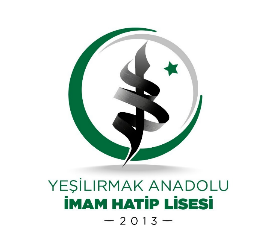 YEŞİLIRMAK ANADOLU
İMAM HATİP LİSESİ
— 2013 —